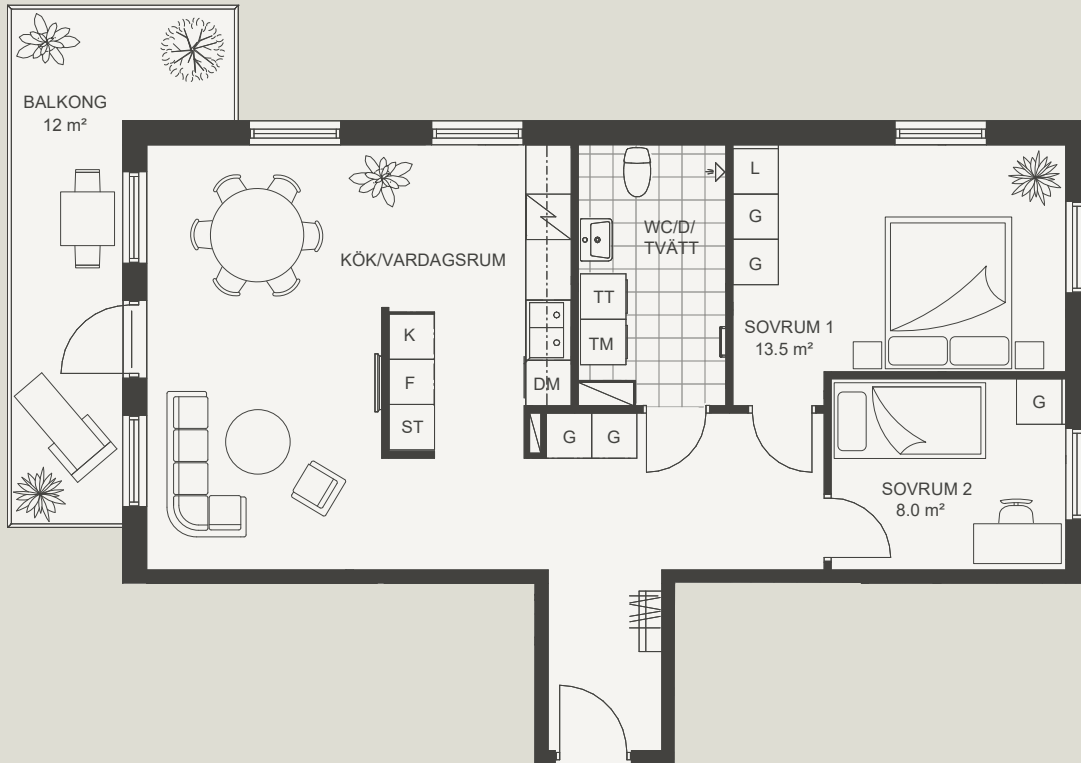 BALKONG
12 m²
KÖK/VARDAGSRUM
K
F
ST
DM
WC/D/
TVÄTT
TT
TM
G G
L
G
G
SOVRUM 1
13.5 m²
G
SOVRUM 2
8.0 m²